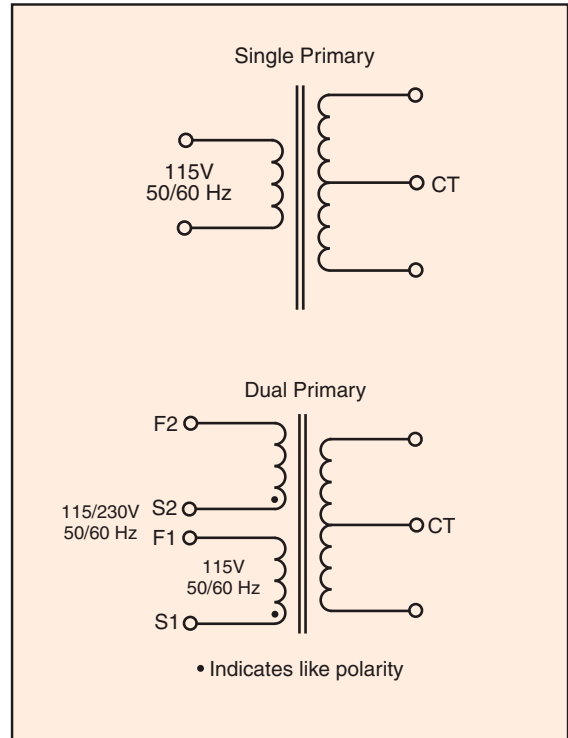 Single Primary
115V
50/60 Hz
CT
Dual Primary
F2
115/230V
50/60 Hz
S2
F1
CT
115V
50/60 Hz
S1
• Indicates like polarity